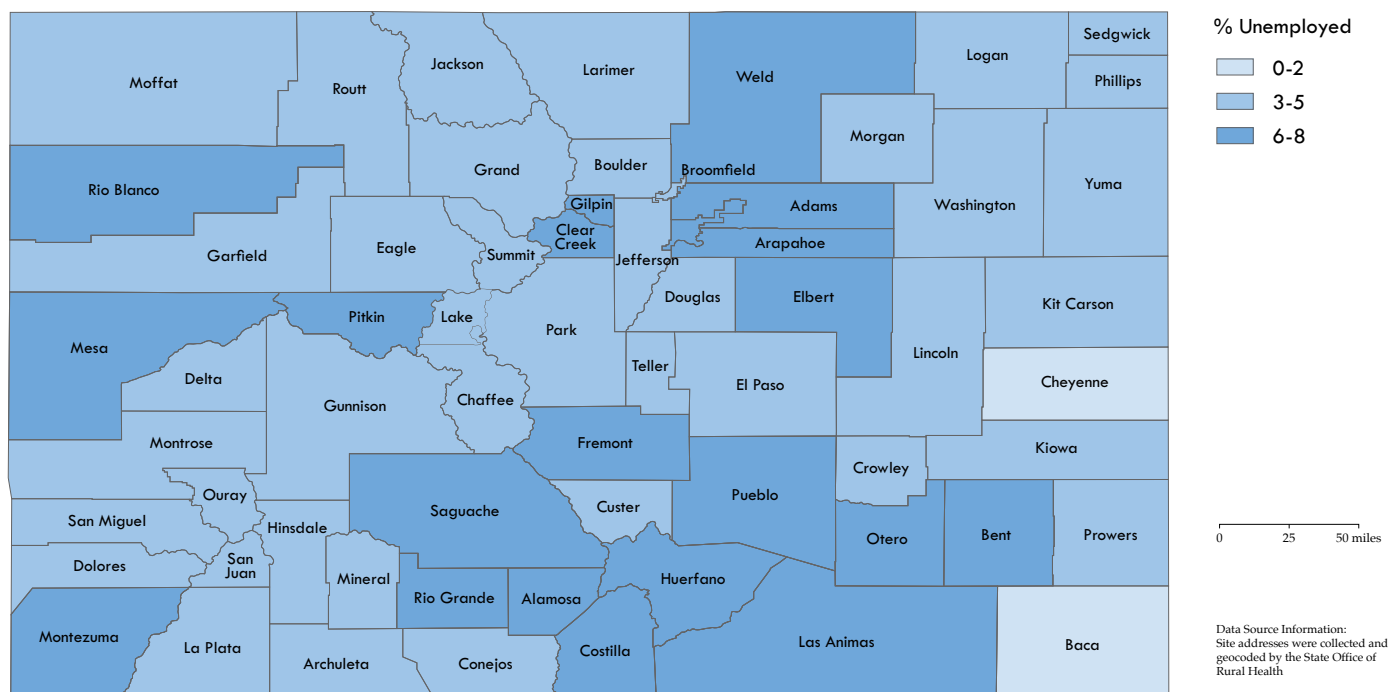 Moffat
Routt
Jackson
Larimer
Weld
Logan
Sedgwick
Phillips
Morgan
Rio Blanco
Grand
Boulder
Broomfield
Washington
Yuma
Gilpin
Adams
Clear
Creek
Arapahoe
Garfield
Eagle
Summit
Jefferson
Douglas
Elbert
Kit Carson
Pitkin
Lake
Park
Mesa
Lincoln
Delta
Teller
El Paso
Cheyenne
Gunnison
Chaffee
Montrose
Fremont
Kiowa
Crowley
Ouray
Pueblo
Custer
Saguache
San Miguel
Hinsdale
Otero
Bent
Prowers
Dolores
San
Juan
Mineral
Huerfano
Rio Grande
Alamosa
Montezuma
La Plata
Archuleta
Conejos
Costilla
Las Animas
Baca
% Unemployed
0-2
3-5
6-8
0 25 50 miles
Data Source Information:
Site addresses were collected and
geocoded by the State Office of
Rural Health